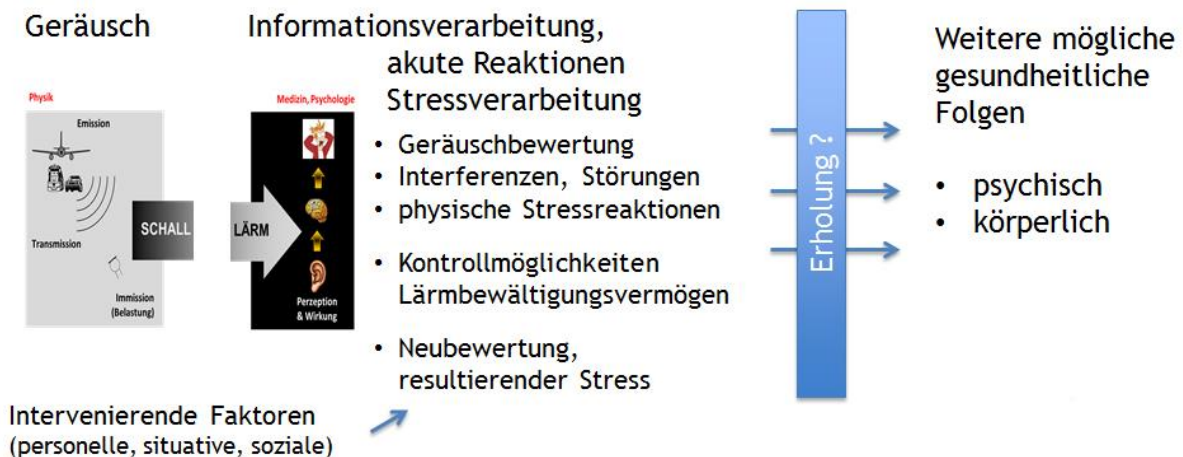 Geräusch
Physik
Emission
SCHALL
Transmission
Immission
(Belastung)
Informationsverarbeitung,
akute Reaktionen
Stressverarbeitung
Medizin, Psychologie
LÄRM
Perzeption
& Wirkung
• Geräuschbewertung
• Interferenzen, Störungen
• physische Stressreaktionen
• Kontrollmöglichkeiten
Lärmbewältigungsvermögen
• Neubewertung,
resultierender Stress
Intervenierende Faktoren
(personelle, situative, soziale)
Erholung ?
Weitere mögliche
gesundheitliche
Folgen
• psychisch
• körperlich